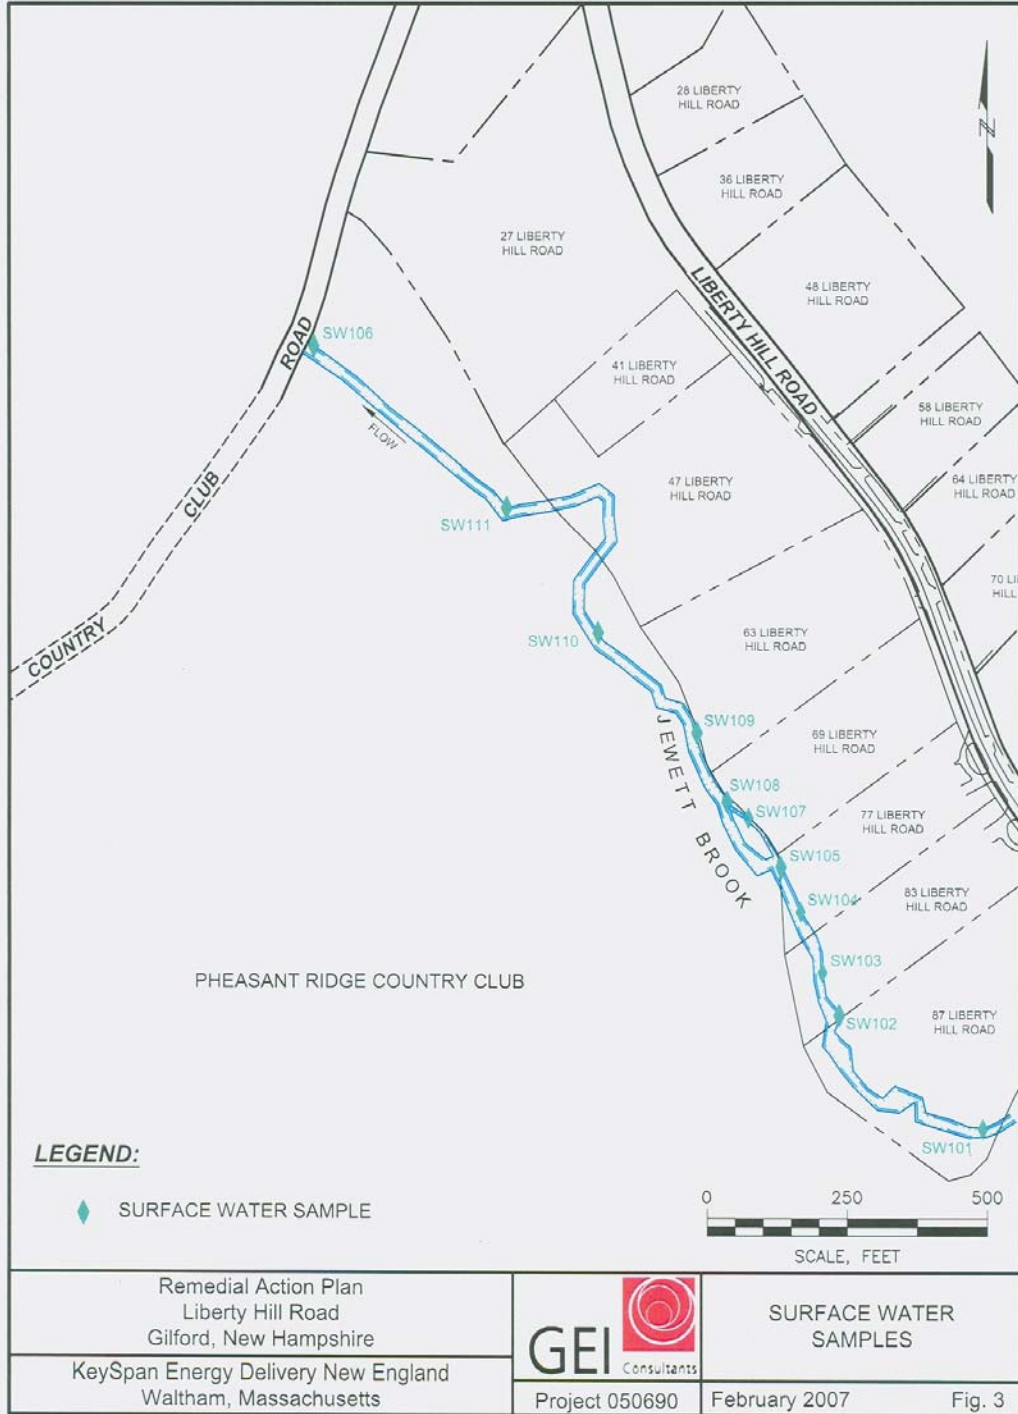 28 LIBERTY
HILL ROAD
36 LIBERTY
HILL ROAD
N
27 LIBERTY
HILL ROAD
48 LIBERTY
HILL ROAD
LIBERTY HILL ROAD
SW106
ROAD
41 LIBERTY
HILL ROAD
58 LIBERTY
HILL ROAD
FLOW
CLUB
47 LIBERTY
HILL ROAD
64 LIBERTY
HILL ROAD
SW111
70 LI
HILL
COUNTRY
SW110
63 LIBERTY
HILL ROAD
SW109
69 LIBERTY
HILL ROAD
JEWETT BROOK
SW108
SW107
77 LIBERTY
HILL ROAD
SW105
SW104
83 LIBERTY
HILL ROAD
SW103
PHEASANT RIDGE COUNTRY CLUB
SW102
87 LIBERTY
HILL ROAD
SW101
LEGEND:
SURFACE WATER SAMPLE
0 250 500
SCALE, FEET
Remedial Action Plan
Liberty Hill Road
Gilford, New Hampshire
KeySpan Energy Delivery New England
Waltham, Massachusetts
GEI Consultants
Project 050690
SURFACE WATER
SAMPLES
February 2007 Fig. 3